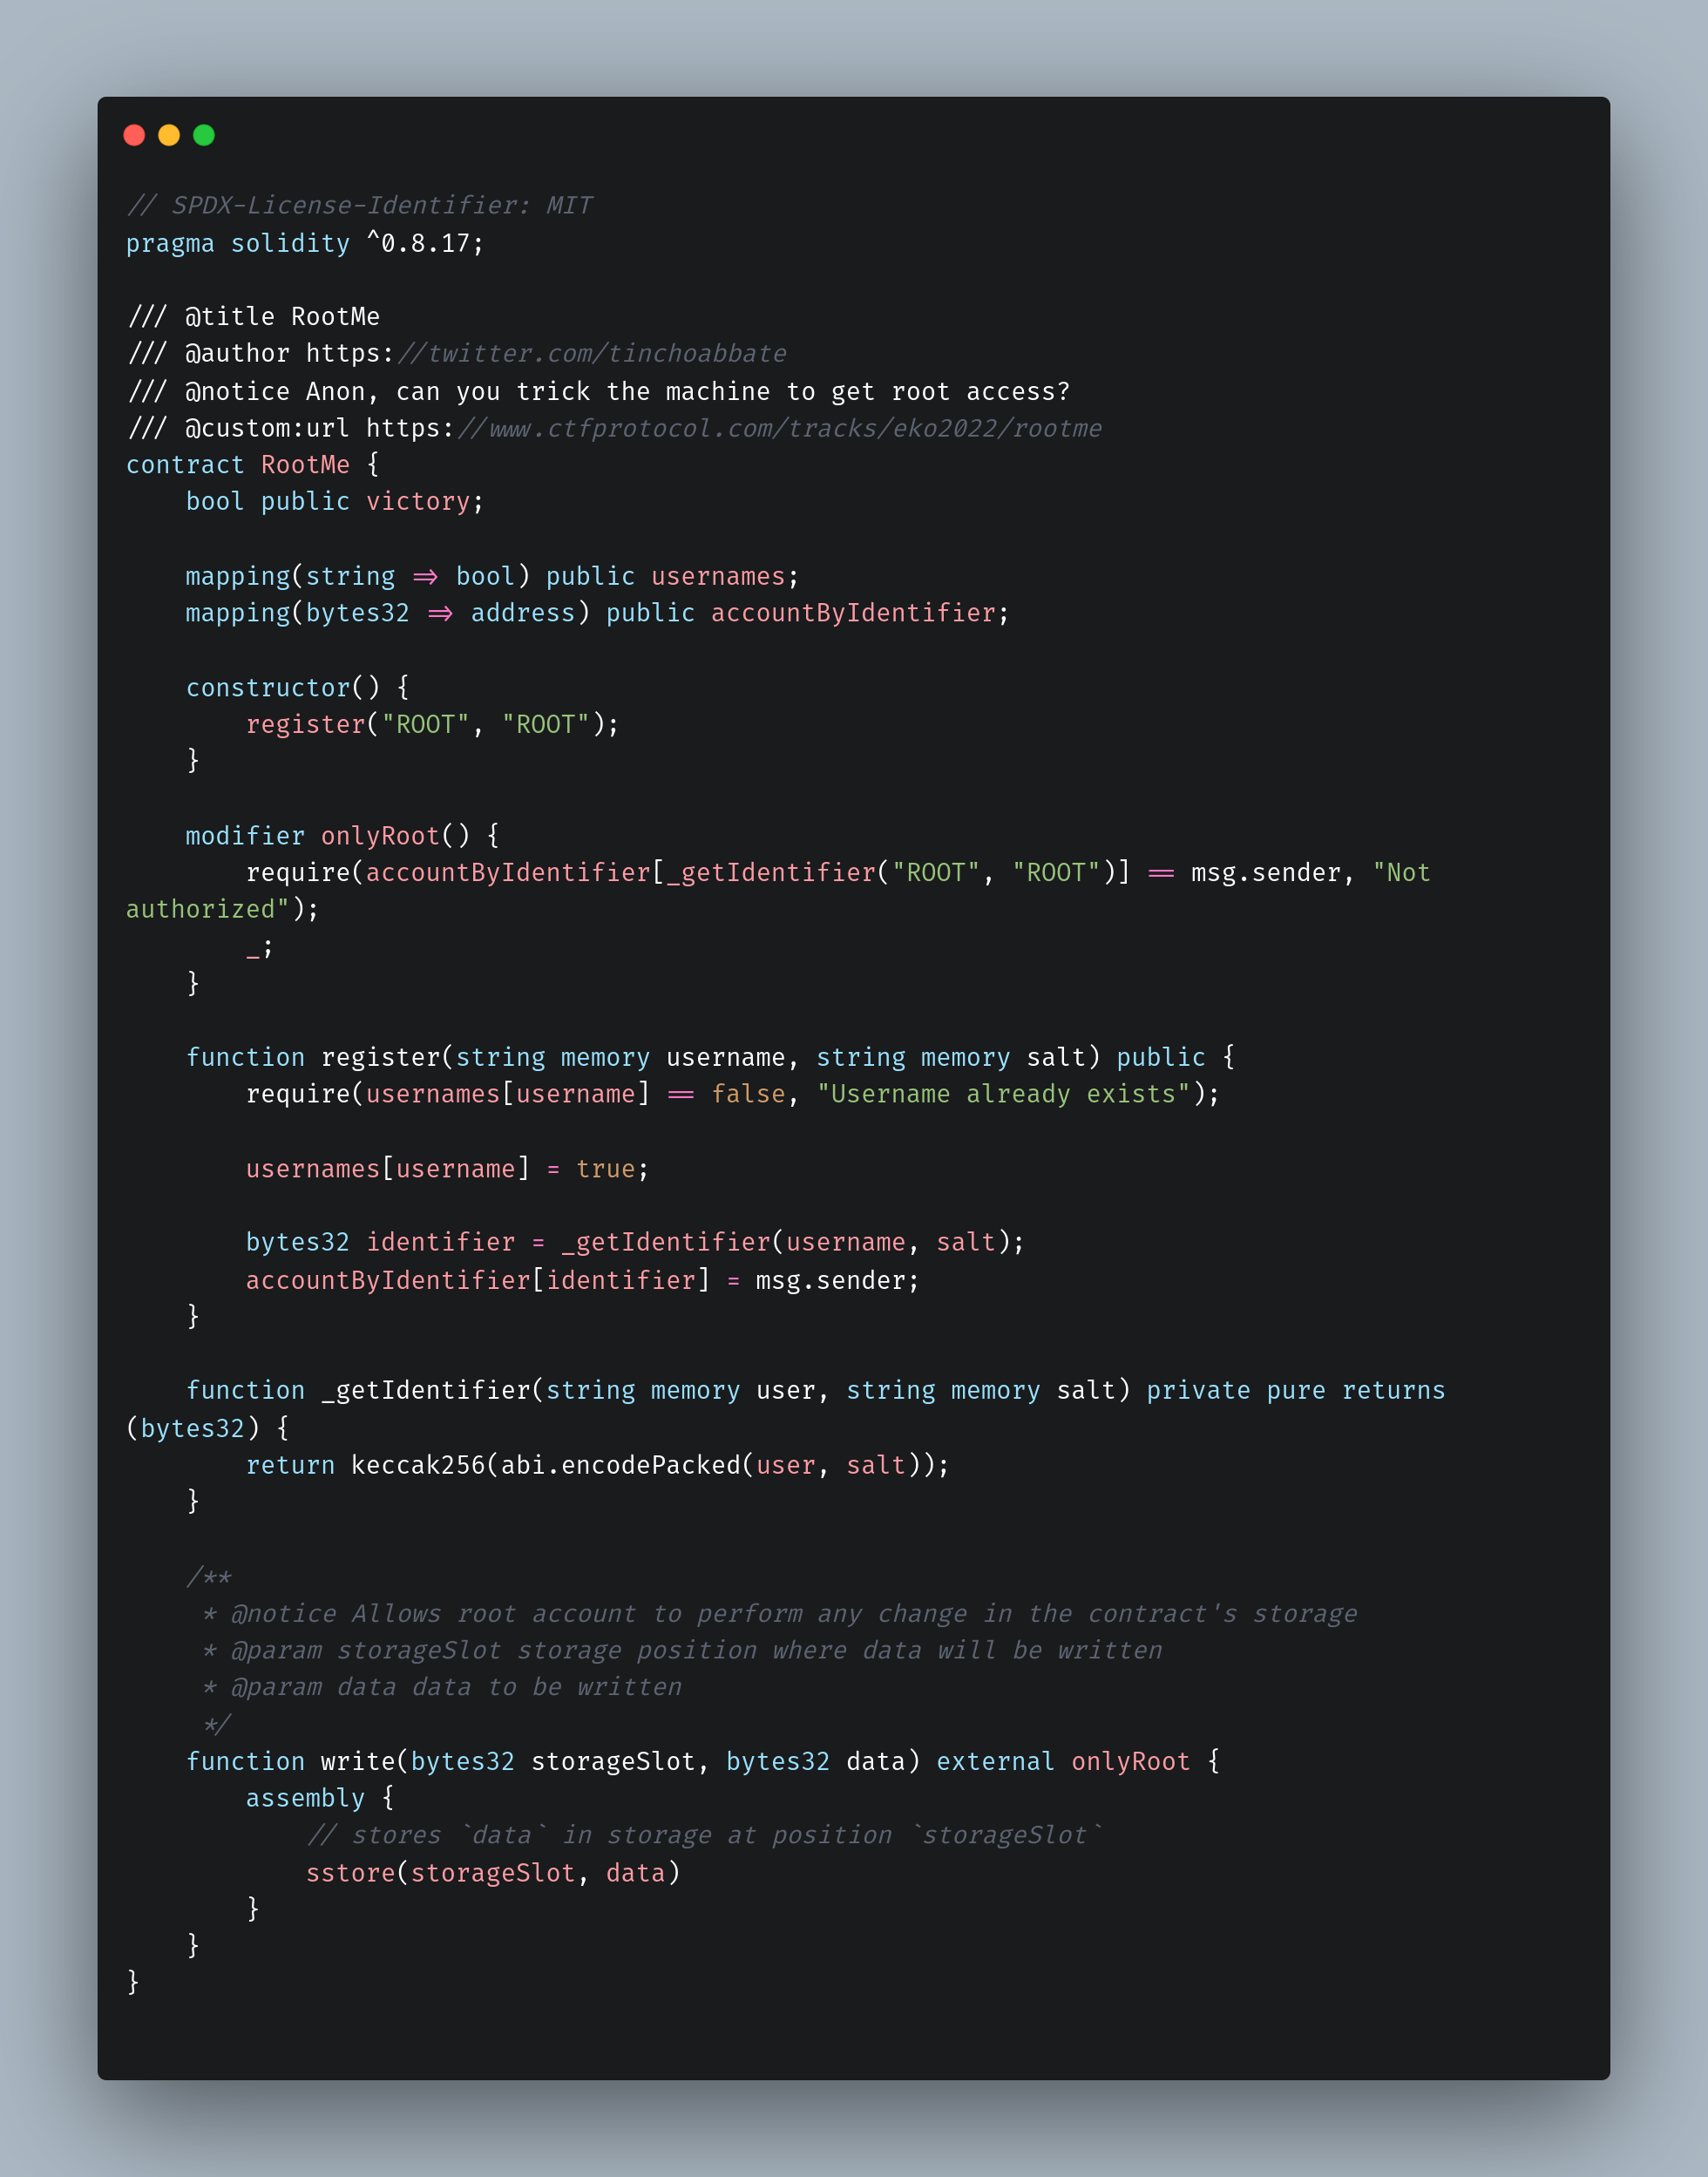 // SPDX-License-Identifier: MIT
pragma solidity ^0.8.17;

/// @title RootMe
/// @author https://twitter.com/tinchoabbate
/// @notice Anon, can you trick the machine to get root access?
/// @custom:url https://www.ctfprotocol.com/tracks/eko2022/rootme
contract RootMe {
    bool public victory;

    mapping(string => bool) public usernames;
    mapping(bytes32 => address) public accountByIdentifier;

    constructor() {
        register("ROOT", "ROOT");
    }

    modifier onlyRoot() {
        require(accountByIdentifier[_getIdentifier("ROOT", "ROOT")] == msg.sender, "Not
authorized");
        _;
    }

    function register(string memory username, string memory salt) public {
        require(usernames[username] == false, "Username already exists");

        usernames[username] = true;

        bytes32 identifier = _getIdentifier(username, salt);
        accountByIdentifier[identifier] = msg.sender;
    }

    function _getIdentifier(string memory user, string memory salt) private pure returns
(bytes32) {
        return keccak256(abi.encodePacked(user, salt));
    }

    /**
     * @notice Allows root account to perform any change in the contract's storage
     * @param storageSlot storage position where data will be written
     * @param data data to be written
     */
    function write(bytes32 storageSlot, bytes32 data) external onlyRoot {
        assembly {
            // stores `data` in storage at position `storageSlot`
            sstore(storageSlot, data)
        }
    }
}